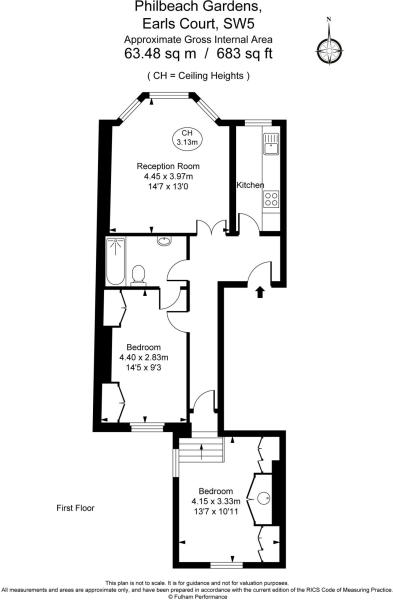 Philbeach Gardens,
Earls Court, SW5
Approximate Gross Internal Area
63.48 sq m / 683 sq ft
( CH = Ceiling Heights )
N
CH
3.13m
Reception Room
4.45 x 3.97m
14'7 x 13'0
Kitchen
Bedroom
4.40 x 2.83m
14'5 x 9'3
Bedroom
4.15 x 3.33m
13'7 x 10'11
First Floor
This plan is not to scale. It is for guidance and not for valuation purposes.
All measurements and areas are approximate only, and have been prepared in accordance with the current edition of the RICS Code of Measuring Practice.
© Fulham Performance